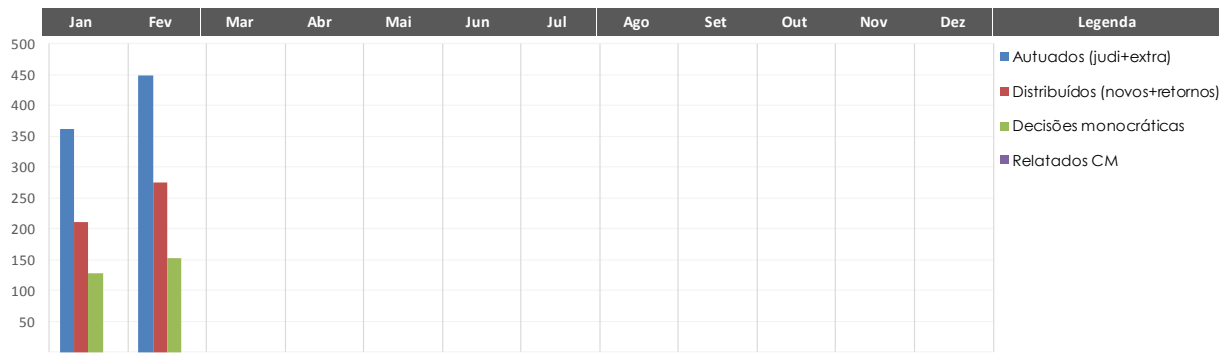 Jan Fev Mar Abr Mai Jun Jul Ago Set Out Nov Dez Legenda
500
450
400
350
300
250
200
150
100
50
Autuados (judi+extra)
Distribuídos (novos+retornos)
Decisões monocráticas
Relatados CM